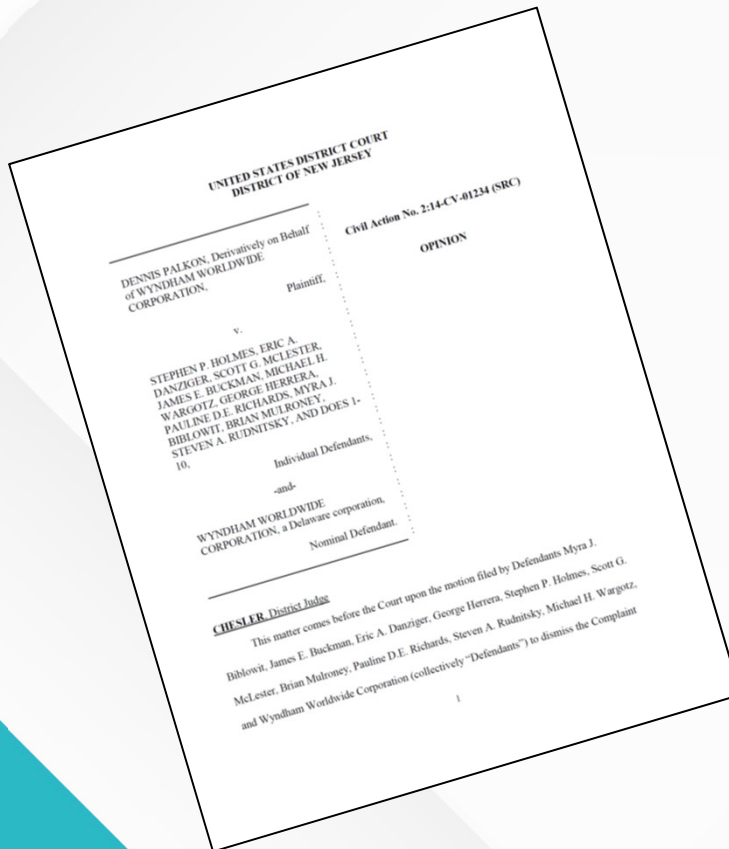 UNITED STATES DISTRICT COURT
DISTRICT OF NEW JERSEY
DENNIS PALKON, Derivatively on Behalf
of WYNDHAM WORLDWIDE
CORPORATION,
Plaintiff,
v.
STEPHEN P. HOLMES, ERIC A.
DANZIGER, SCOTT G. MCLESTER,
JAMES E. BUCKMAN, MICHAEL H.
WARGOTZ, GEORGE HERRERA,
PAULINE D.E. RICHARDS, MYRA J.
BIBLOWIT, BRIAN MULRONEY,
STEVEN A. RUDNITSKY, AND DOES 1-
10,
Individual Defendants,
-and-
WYNDHAM WORLDWIDE
CORPORATION, a Delaware corporation,
Nominal Defendant.
Civil Action No. 2:14-CV-01234 (SRC)
OPINION
CHESLER, District Judge
This matter comes before the Court upon the motion filed by Defendants Myra J.
Biblowit, James E. Buckman, Eric A. Danziger, George Herrera, Stephen P. Holmes, Scott G.
McLester, Brian Mulroney, Pauline D.E. Richards, Steven A. Rudnitsky, Michael H. Wargotz,
and Wyndham Worldwide Corporation (collectively “Defendants”) to dismiss the Complaint
1